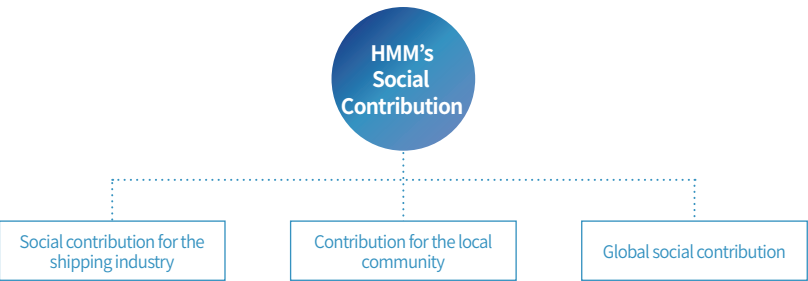 HMM’s
Social
Contribution
Social contribution for the
shipping industry
Contribution for the local
community
Global social contribution